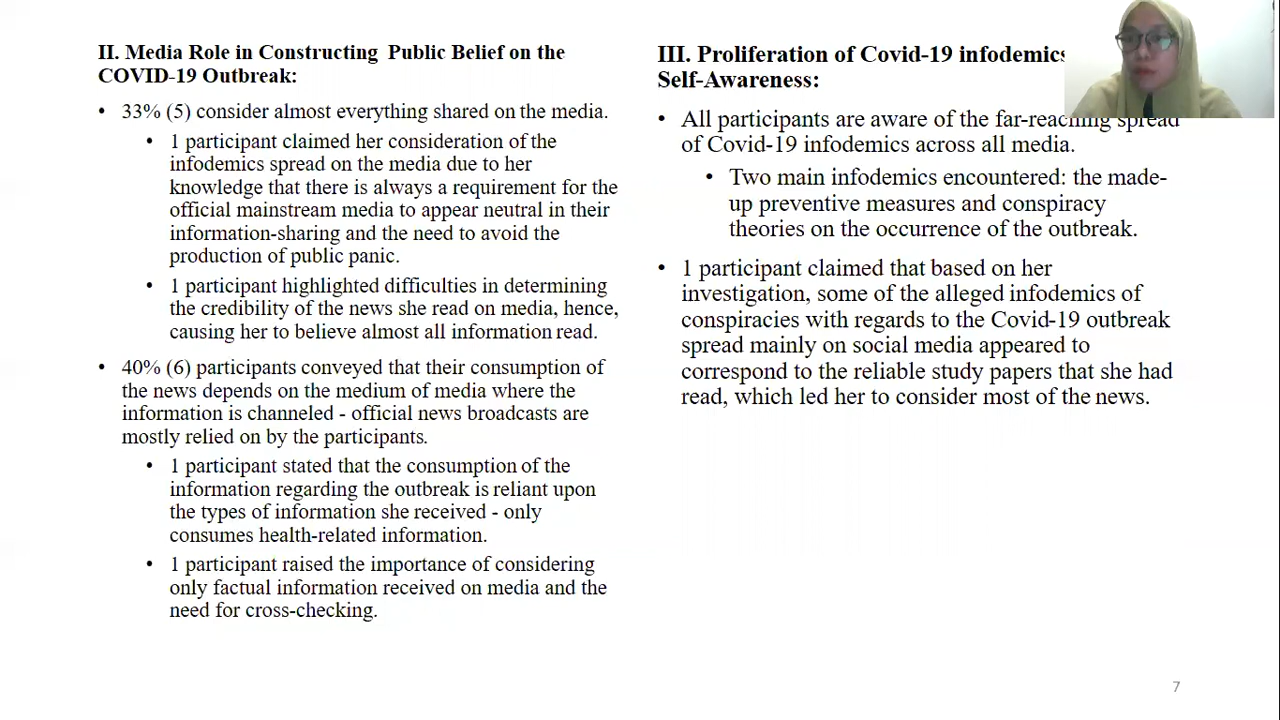 II. Media Role in Constructing Public Belief on the
COVID-19 Outbreak:
• 33% (5) consider almost everything shared on the media.
• 1 participant claimed her consideration of the
infodemics spread on the media due to her
knowledge that there is always a requirement for the
official mainstream media to appear neutral in their
information-sharing and the need to avoid the
production of public panic.
• 1 participant highlighted difficulties in determining
the credibility of the news she read on media, hence,
causing her to believe almost all information read.
• 40% (6) participants conveyed that their consumption of
the news depends on the medium of media where the
information is channeled - official news broadcasts are
mostly relied on by the participants.
• 1 participant stated that the consumption of the
information regarding the outbreak is reliant upon
the types of information she received - only
consumes health-related information.
• 1 participant raised the importance of considering
only factual information received on media and the
need for cross-checking.
III. Proliferation of Covid-19 infodemics
Self-Awareness:
• All participants are aware of the far-reaching spread
of Covid-19 infodemics across all media.
• Two main infodemics encountered: the made-
up preventive measures and conspiracy
theories on the occurrence of the outbreak.
• 1 participant claimed that based on her
investigation, some of the alleged infodemics of
conspiracies with regards to the Covid-19 outbreak
spread mainly on social media appeared to
correspond to the reliable study papers that she had
read, which led her to consider most of the news.
7